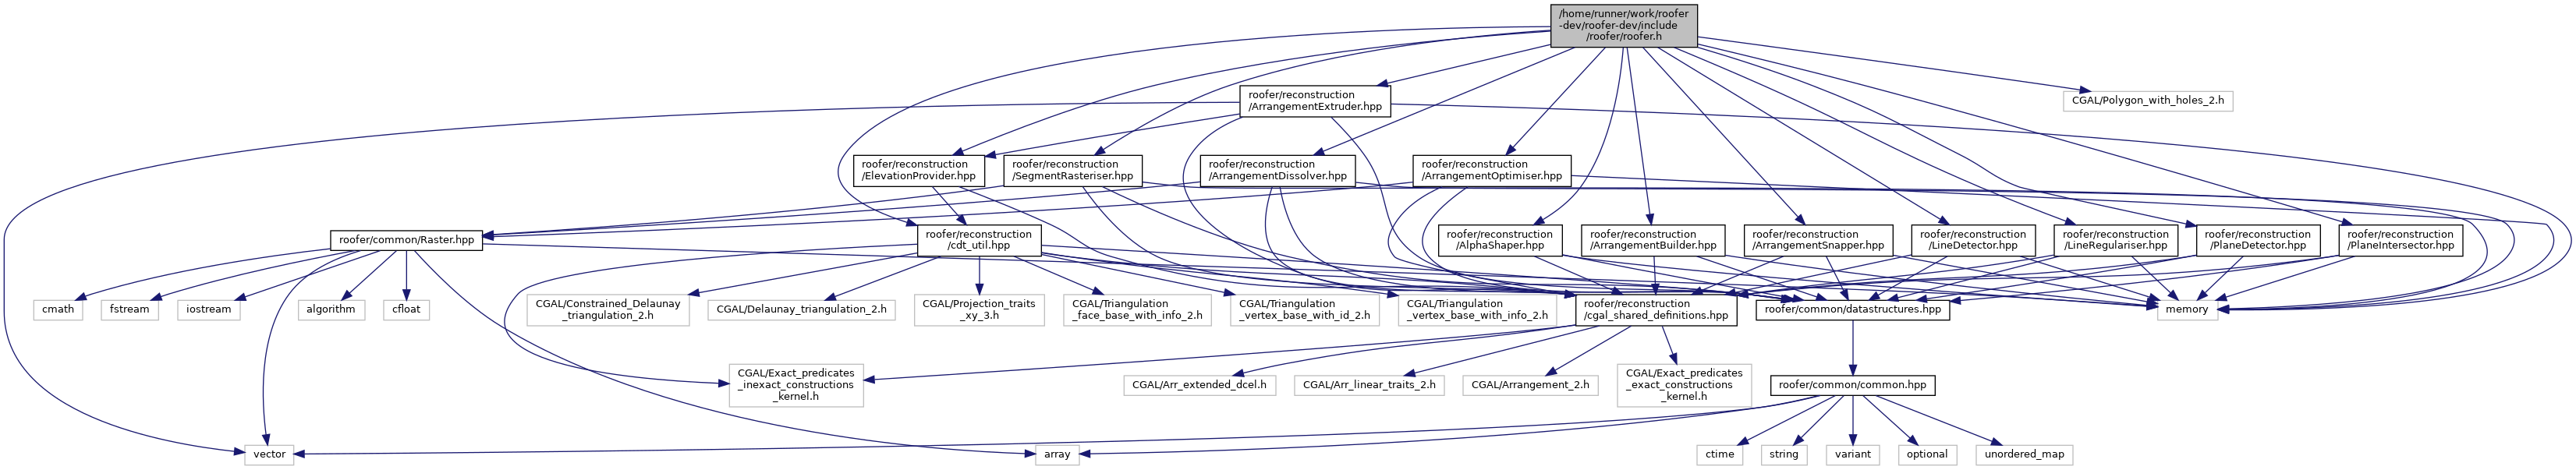 /home/runner/work/roofer
-dev/roofer-dev/include
/roofer/roofer.h
roofer/reconstruction
/ArrangementExtruder.hpp
CGAL/Polygon_with_holes_2.h
roofer/reconstruction
/ElevationProvider.hpp
roofer/reconstruction
/SegmentRasteriser.hpp
roofer/reconstruction
/ArrangementDissolver.hpp
roofer/reconstruction
/ArrangementOptimiser.hpp
roofer/common/Raster.hpp
roofer/reconstruction
/cdt_util.hpp
roofer/reconstruction
/AlphaShaper.hpp
roofer/reconstruction
/ArrangementBuilder.hpp
roofer/reconstruction
/ArrangementSnapper.hpp
roofer/reconstruction
/LineDetector.hpp
roofer/reconstruction
/LineRegulariser.hpp
roofer/reconstruction
/PlaneDetector.hpp
roofer/reconstruction
/PlaneIntersector.hpp
cmath
fstream
iostream
algorithm
cfloat
CGAL/Constrained_Delaunay
_triangulation_2.h
CGAL/Delaunay_triangulation_2.h
CGAL/Projection_traits
_xy_3.h
CGAL/Triangulation
_face_base_with_info_2.h
CGAL/Triangulation
_vertex_base_with_id_2.h
CGAL/Triangulation
_vertex_base_with_info_2.h
roofer/reconstruction
/cgal_shared_definitions.hpp
roofer/common/datastructures.hpp
memory
CGAL/Exact_predicates
_inexact_constructions
_kernel.h
CGAL/Arr_extended_dcel.h
CGAL/Arr_linear_traits_2.h
CGAL/Arrangement_2.h
CGAL/Exact_predicates
_exact_constructions
_kernel.h
roofer/common/common.hpp
vector
array
ctime
string
variant
optional
unordered_map